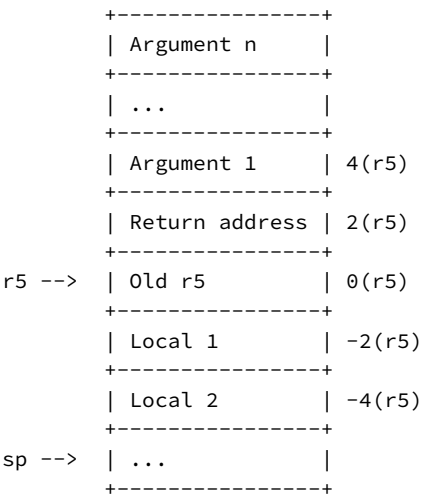 +----------------+
| Argument n     |
+----------------+
| ...            |
+----------------+
| Argument 1     | 4(r5)
+----------------+
| Return address | 2(r5)
+----------------+
r5 --> | Old r5         | 0(r5)
+----------------+
| Local 1        | -2(r5)
+----------------+
| Local 2        | -4(r5)
+----------------+
sp --> | ...            |
+----------------+